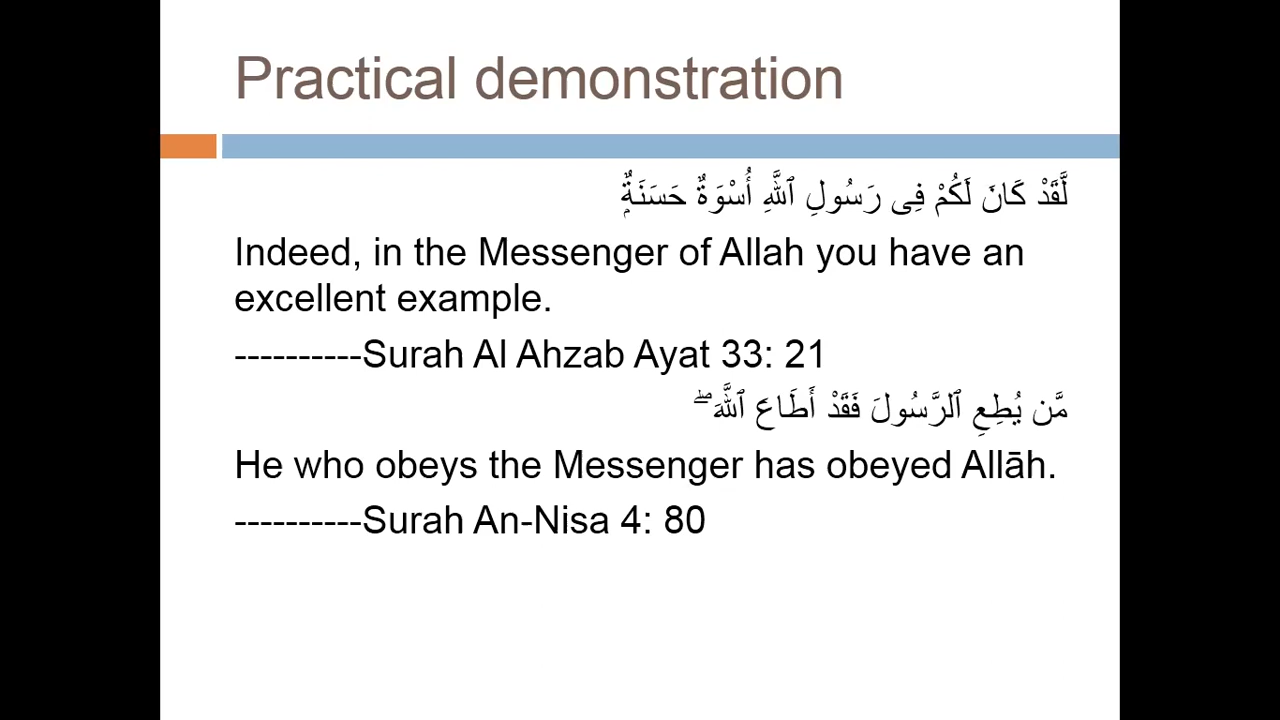 Practical demonstration
لَّقَدْ كَانَ لَكُمْ فِى رَسُولِ ٱللَّهِ أُسْوَةٌ حَسَنَةٌۭ
Indeed, in the Messenger of Allah you have an
excellent example.
----------Surah Al Ahzab Ayat 33: 21
مَّن يُطِعِ ٱلرَّسُولَ فَقَدْ أَطَاعَ ٱللَّهَ ۖ
He who obeys the Messenger has obeyed Allāh.
----------Surah An-Nisa 4: 80